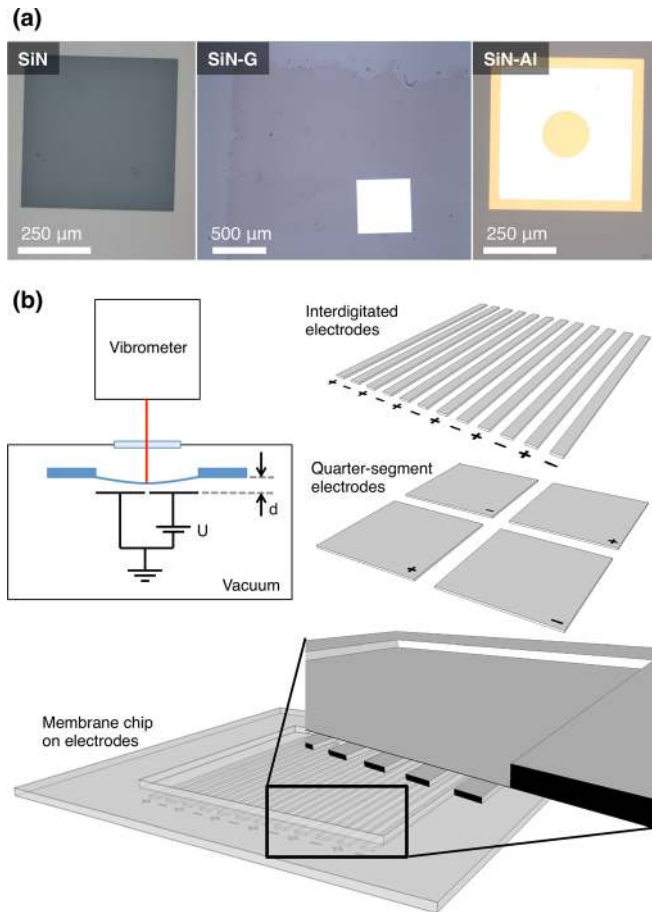 (a)
SiN
SiN-G
SiN-Al
250 μm
500 μm
250 μm
(b)
Vibrometer
Interdigitated
electrodes
+ − + − + − + − + − + −
Quarter-segment
electrodes
−
+
+
−
d
U
Vacuum
Membrane chip
on electrodes